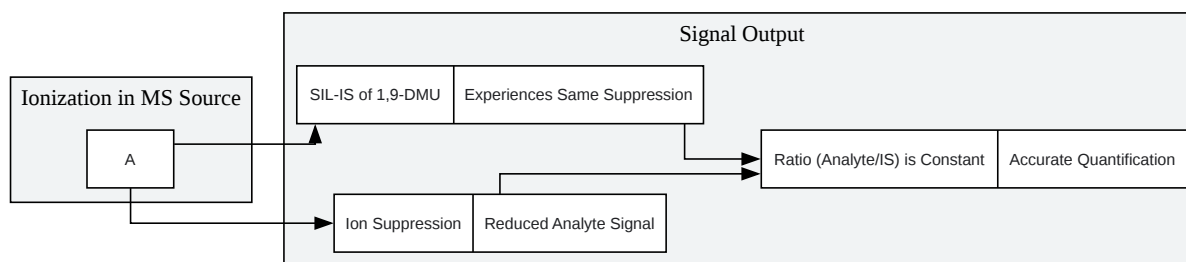 Signal Output
Ionization in MS Source
A
SIL-IS of 1,9-DMU
Experiences Same Suppression
Ion Suppression
Reduced Analyte Signal
Ratio (Analyte/IS) is Constant
Accurate Quantification